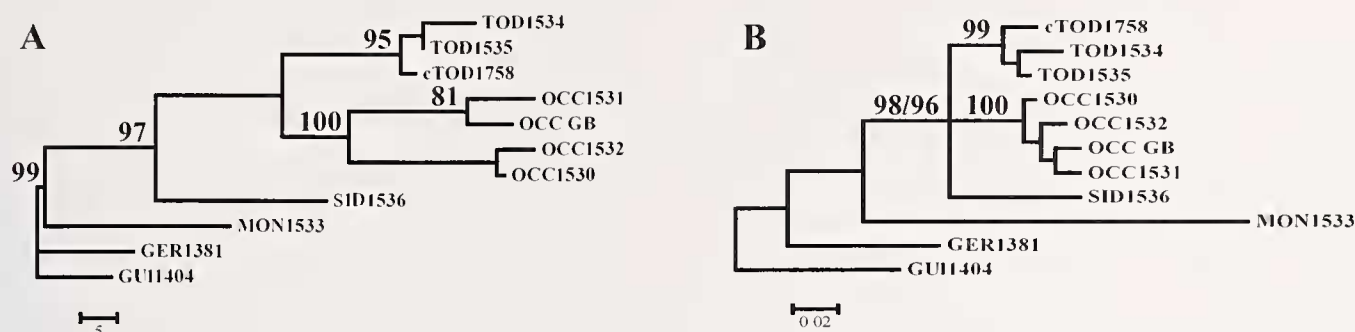 A
TOD1534
95
TOD1535
cTOD1758
81
OCC1531
100
OCC GB
97
OCC1532
99
OCC1530
SID1536
MON1533
GER1381
GUI1404
5
B
99
cTOD1758
TOD1534
TOD1535
98/96
100
OCC1530
OCC1532
OCC GB
OCC1531
SID1536
MON1533
GER1381
GUI1404
0.02